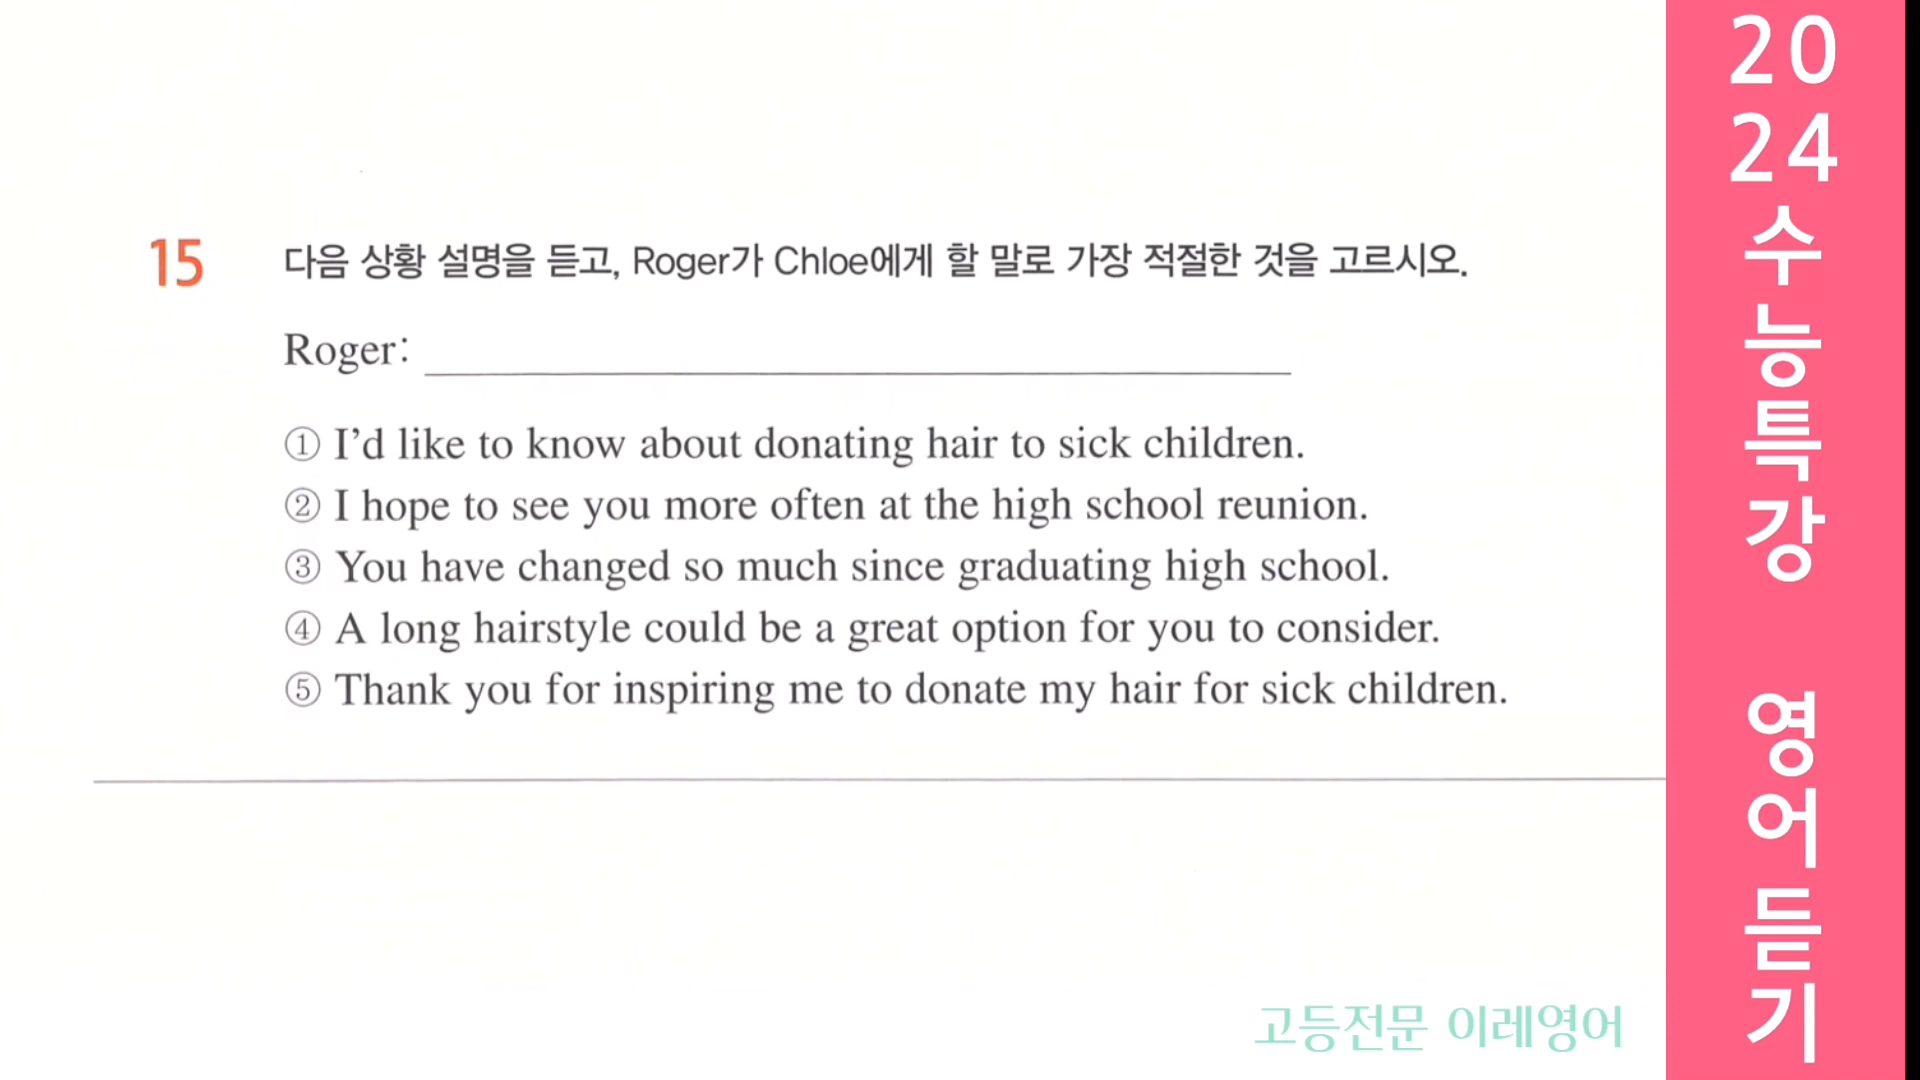 15 다음 상황 설명을 듣고, Roger가 Chloe에게 할 말로 가장 적절한 것을 고르시오.
Roger:
① I’d like to know about donating hair to sick children.
② I hope to see you more often at the high school reunion.
③ You have changed so much since graduating high school.
④ A long hairstyle could be a great option for you to consider.
⑤ Thank you for inspiring me to donate my hair for sick children.
고등전문 이레영어
2024수능특강 영어듣기